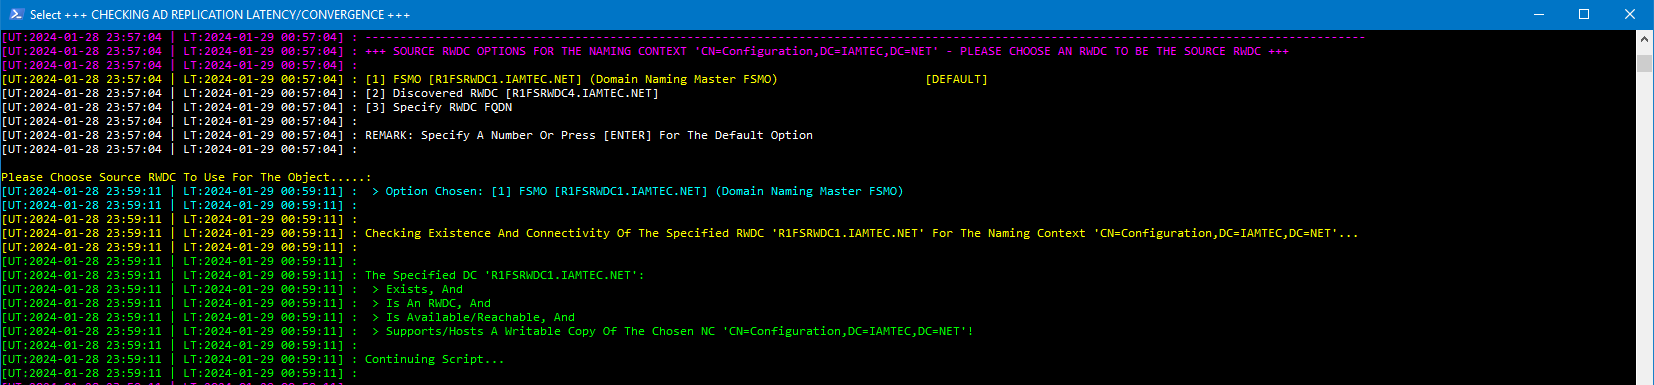 Select +++ CHECKING AD REPLICATION LATENCY/CONVERGENCE +++
[UT:2024-01-28 23:57:04 | LT:2024-01-29 00:57:04] : ----------------------------------------------------------------------------------------------------------------------------------------------
[UT:2024-01-28 23:57:04 | LT:2024-01-29 00:57:04] : +++ SOURCE RWDC OPTIONS FOR THE NAMING CONTEXT 'CN=Configuration,DC=IAMTEC,DC=NET' - PLEASE CHOOSE AN RWDC TO BE THE SOURCE RWDC +++
[UT:2024-01-28 23:57:04 | LT:2024-01-29 00:57:04] :
[UT:2024-01-28 23:57:04 | LT:2024-01-29 00:57:04] : [1] FSMO [R1FSRWDC1.IAMTEC.NET] (Domain Naming Master FSMO)                     [DEFAULT]
[UT:2024-01-28 23:57:04 | LT:2024-01-29 00:57:04] : [2] Discovered RWDC [R1FSRWDC4.IAMTEC.NET]
[UT:2024-01-28 23:57:04 | LT:2024-01-29 00:57:04] : [3] Specify RWDC FQDN
[UT:2024-01-28 23:57:04 | LT:2024-01-29 00:57:04] :
[UT:2024-01-28 23:57:04 | LT:2024-01-29 00:57:04] : REMARK: Specify A Number Or Press [ENTER] For The Default Option
[UT:2024-01-28 23:57:04 | LT:2024-01-29 00:57:04] :
Please Choose Source RWDC To Use For The Object.....:
[UT:2024-01-28 23:59:11 | LT:2024-01-29 00:59:11] :  > Option Chosen: [1] FSMO [R1FSRWDC1.IAMTEC.NET] (Domain Naming Master FSMO)
[UT:2024-01-28 23:59:11 | LT:2024-01-29 00:59:11] :
[UT:2024-01-28 23:59:11 | LT:2024-01-29 00:59:11] :
[UT:2024-01-28 23:59:11 | LT:2024-01-29 00:59:11] : Checking Existence And Connectivity Of The Specified RWDC 'R1FSRWDC1.IAMTEC.NET' For The Naming Context 'CN=Configuration,DC=IAMTEC,DC=NET'...
[UT:2024-01-28 23:59:11 | LT:2024-01-29 00:59:11] :
[UT:2024-01-28 23:59:11 | LT:2024-01-29 00:59:11] :
[UT:2024-01-28 23:59:11 | LT:2024-01-29 00:59:11] : The Specified DC 'R1FSRWDC1.IAMTEC.NET':
[UT:2024-01-28 23:59:11 | LT:2024-01-29 00:59:11] :  > Exists, And
[UT:2024-01-28 23:59:11 | LT:2024-01-29 00:59:11] :  > Is An RWDC, And
[UT:2024-01-28 23:59:11 | LT:2024-01-29 00:59:11] :  > Is Available/Reachable, And
[UT:2024-01-28 23:59:11 | LT:2024-01-29 00:59:11] :  > Supports/Hosts A Writable Copy Of The Chosen NC 'CN=Configuration,DC=IAMTEC,DC=NET'!
[UT:2024-01-28 23:59:11 | LT:2024-01-29 00:59:11] :
[UT:2024-01-28 23:59:11 | LT:2024-01-29 00:59:11] : Continuing Script...
[UT:2024-01-28 23:59:11 | LT:2024-01-29 00:59:11] :